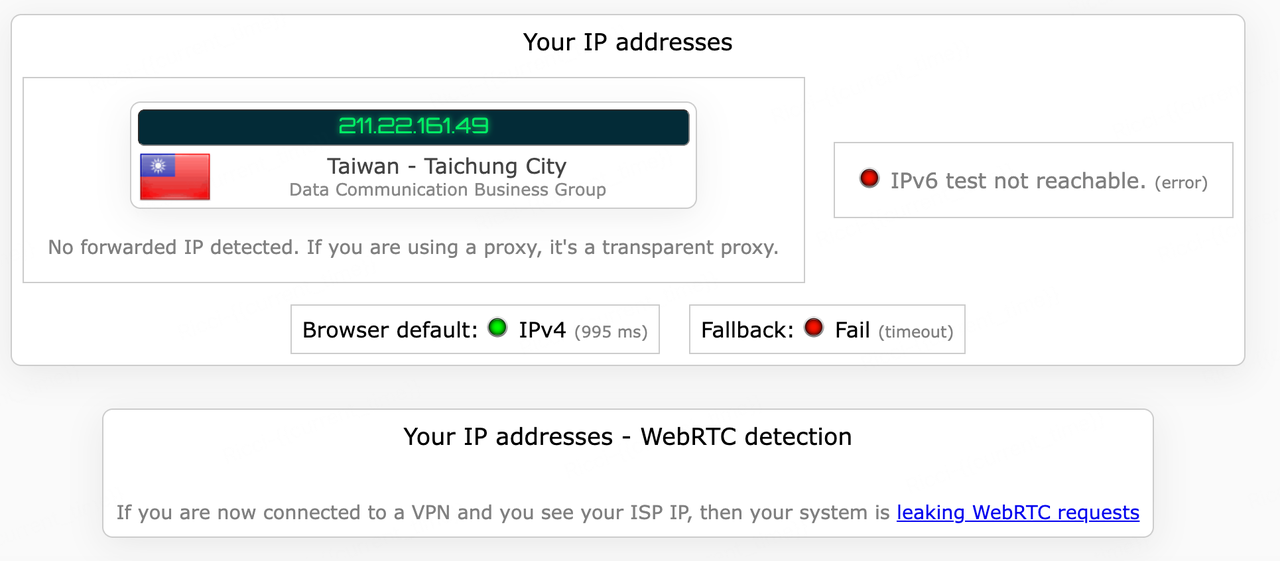 Your IP addresses
211.22.161.49
Taiwan - Taichung City
Data Communication Business Group
No forwarded IP detected. If you are using a proxy, it's a transparent proxy.
IPv6 test not reachable. (error)
Browser default: IPv4 (995 ms)
Fallback: Fail (timeout)
Your IP addresses - WebRTC detection
If you are now connected to a VPN and you see your ISP IP, then your system is leaking WebRTC requests